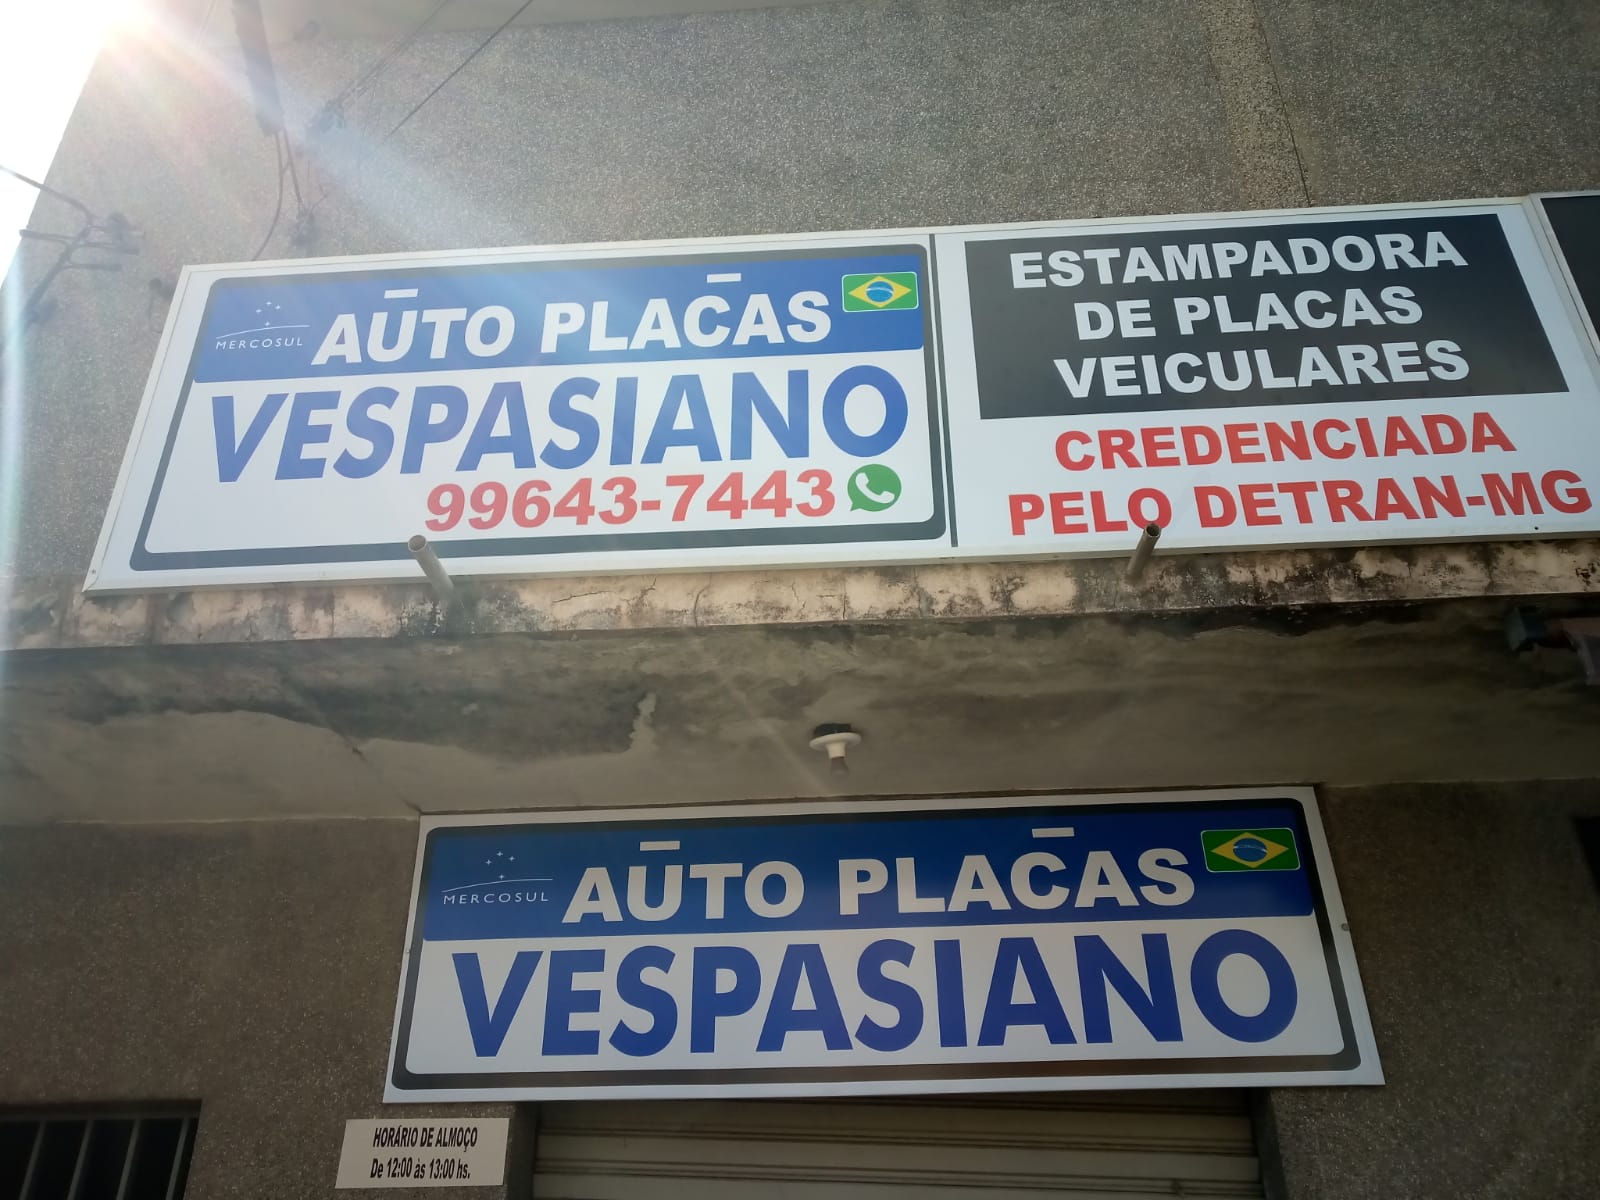 MERCOSUL
AUTO PLACAS
VESPASIANO
99643-7443
ESTAMPADORA
DE PLACAS
VEICULARES
CREDENCIADA
PELO DETRAN-MG
MERCOSUL
AUTO PLACAS
VESPASIANO
HORÁRIO DE ALMOÇO
De 12:00 às 13:00 hs.